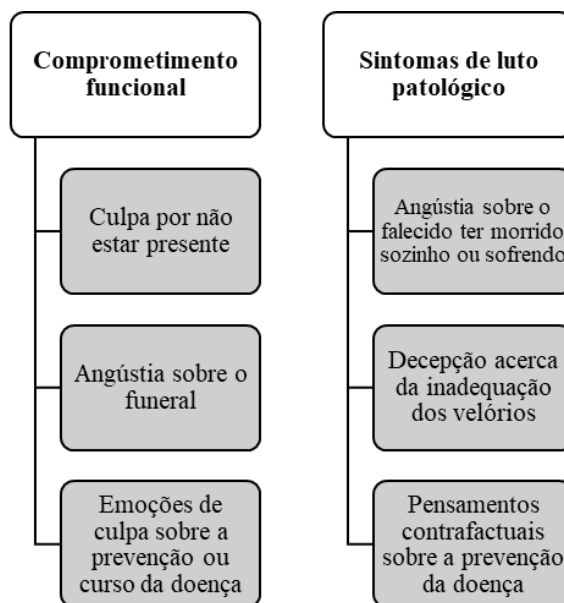 Comprometimento
funcional
Culpa por não
estar presente
Angústia sobre o
funeral
Emoções de
culpa sobre a
prevenção ou
curso da doença
Sintomas de luto
patológico
Angústia sobre o
falecido ter morrido
sozinho ou sofrendo
Decepção acerca
da inadequação
dos velórios
Pensamentos
contrafactuais
sobre a prevenção
da doença